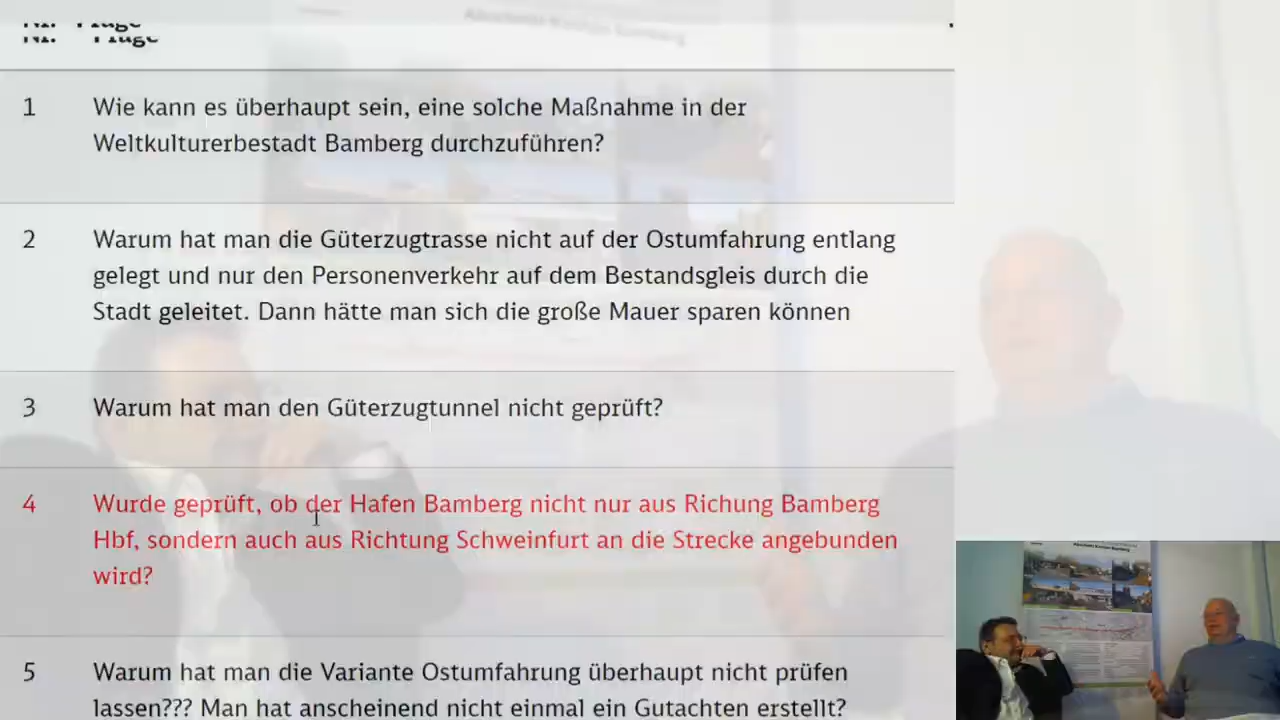 Nr. Frage
Nr. Frage
1 Wie kann es überhaupt sein, eine solche Maßnahme in der
Weltkulturerbestadt Bamberg durchzuführen?
2 Warum hat man die Güterzugtrasse nicht auf der Ostumfahrung entlang
gelegt und nur den Personenverkehr auf dem Bestandsgleis durch die
Stadt geleitet. Dann hätte man sich die große Mauer sparen können
3 Warum hat man den Güterzugtunnel nicht geprüft?
4 Wurde geprüft, ob der Hafen Bamberg nicht nur aus Richung Bamberg
Hbf, sondern auch aus Richtung Schweinfurt an die Strecke angebunden
wird?
5 Warum hat man die Variante Ostumfahrung überhaupt nicht prüfen
lassen??? Man hat anscheinend nicht einmal ein Gutachten erstellt?